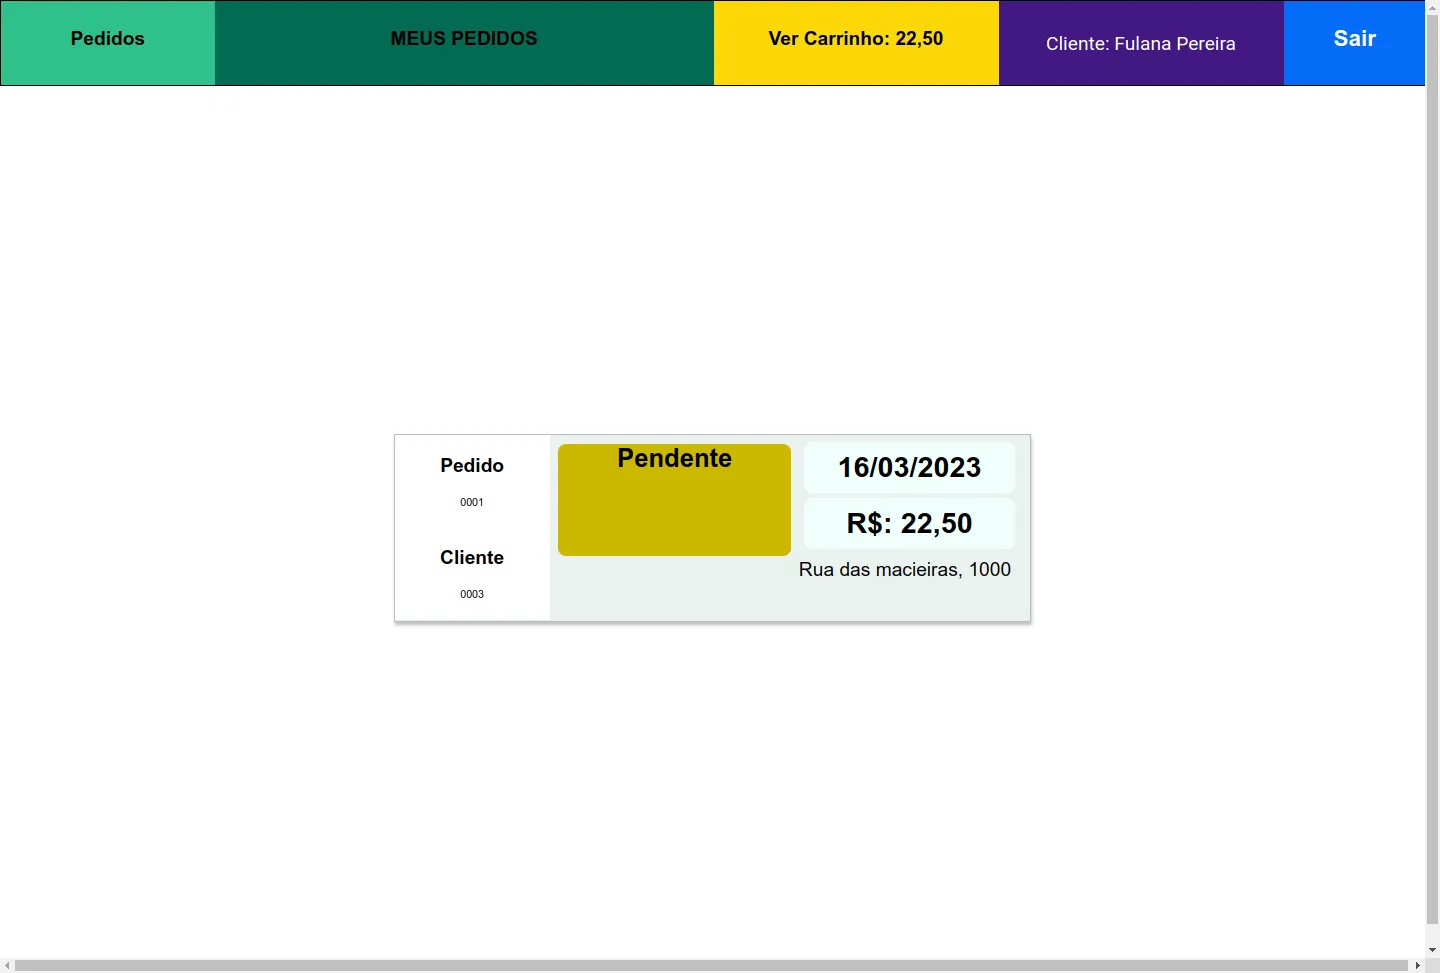 Pedidos
MEUS PEDIDOS
Ver Carrinho: 22,50
Cliente: Fulana Pereira
Sair
Pedido
0001
Cliente
0003
Pendente
16/03/2023
R$: 22,50
Rua das macieiras, 1000